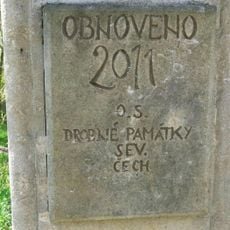 OBNOVENO
2011
O.S.
DROBNÉ PAMÁTKY
SEV.
ČECH